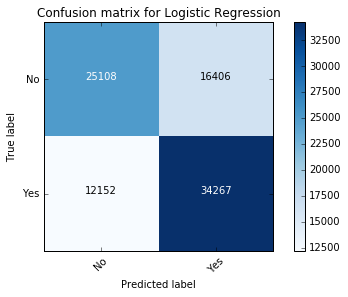 Confusion matrix for Logistic Regression
No
25108
16406
Yes
12152
34267
True label
No
Yes
Predicted label
32500
30000
27500
25000
22500
20000
17500
15000
12500